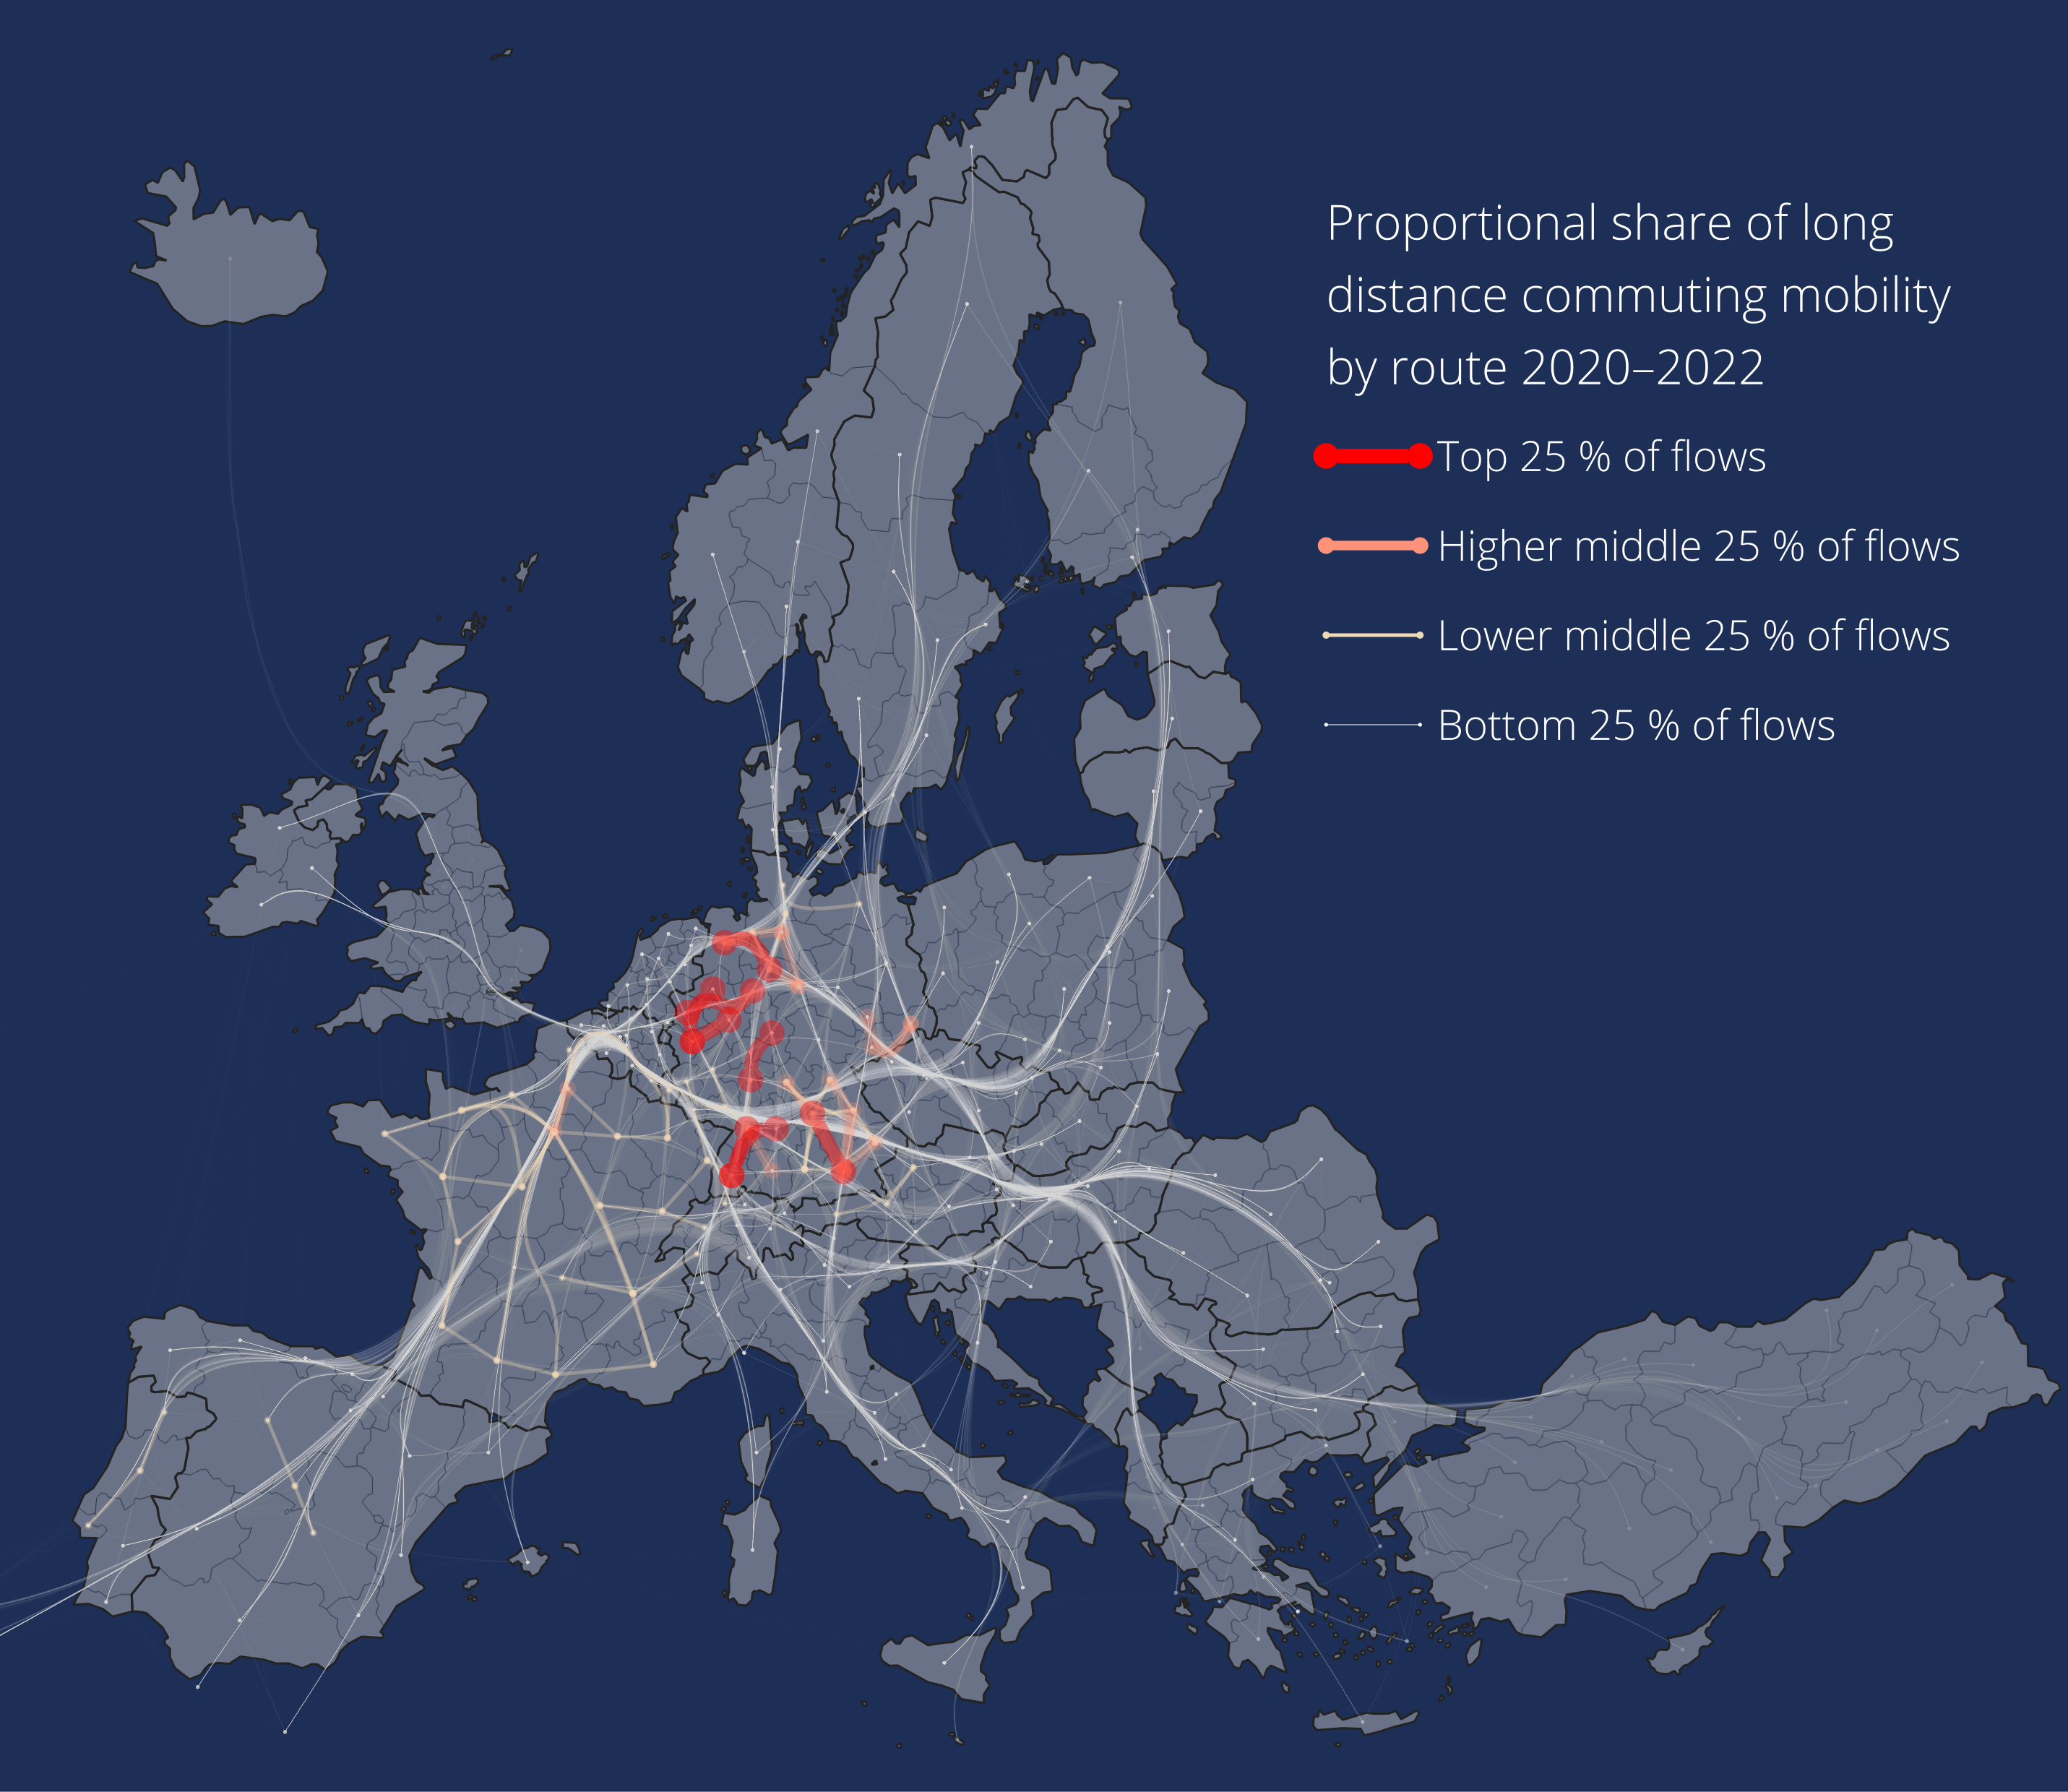 Proportional share of long
distance commuting mobility
by route 2020–2022
Top 25 % of flows
Higher middle 25 % of flows
Lower middle 25 % of flows
Bottom 25 % of flows